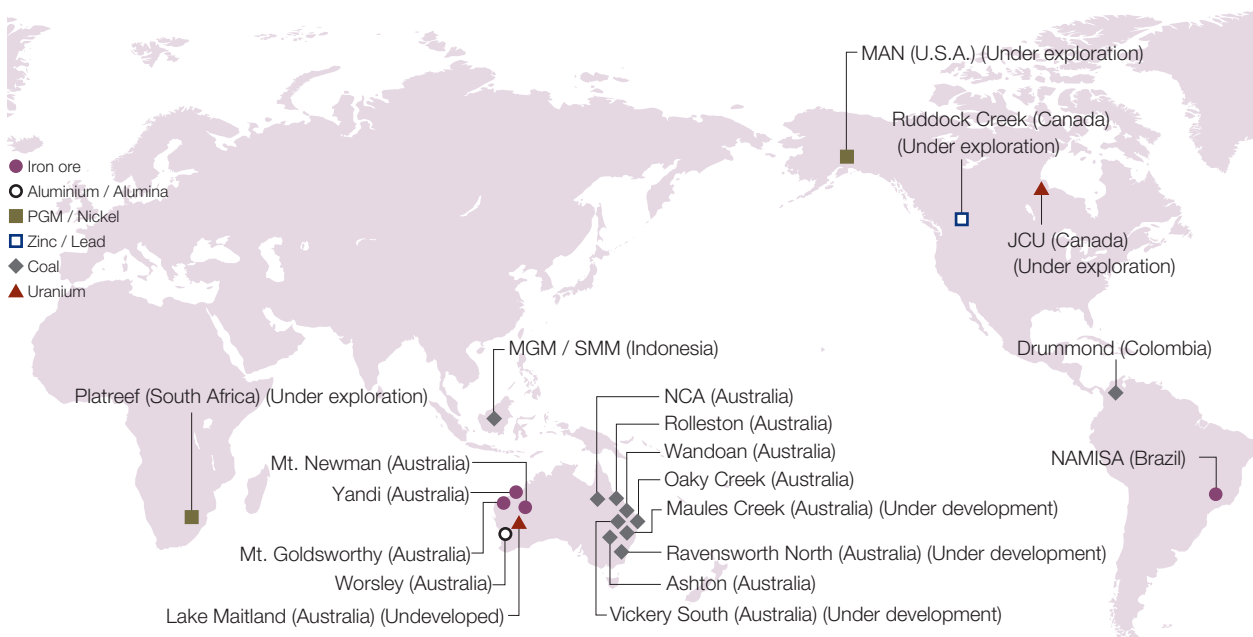 MAN (U.S.A.) (Under exploration)
Ruddock Creek (Canada)
(Under exploration)
Iron ore
Aluminium / Alumina
PGM / Nickel
Zinc / Lead
Coal
Uranium
JCU (Canada)
(Under exploration)
MGM / SMM (Indonesia)
Drummond (Colombia)
Platreef (South Africa) (Under exploration)
NCA (Australia)
Rolleston (Australia)
Wandoan (Australia)
NAMISA (Brazil)
Mt. Newman (Australia)
Oaky Creek (Australia)
Yandi (Australia)
Maules Creek (Australia) (Under development)
Mt. Goldsworthy (Australia)
Ravensworth North (Australia) (Under development)
Worsley (Australia)
Ashton (Australia)
Lake Maitland (Australia) (Undeveloped)
Vickery South (Australia) (Under development)